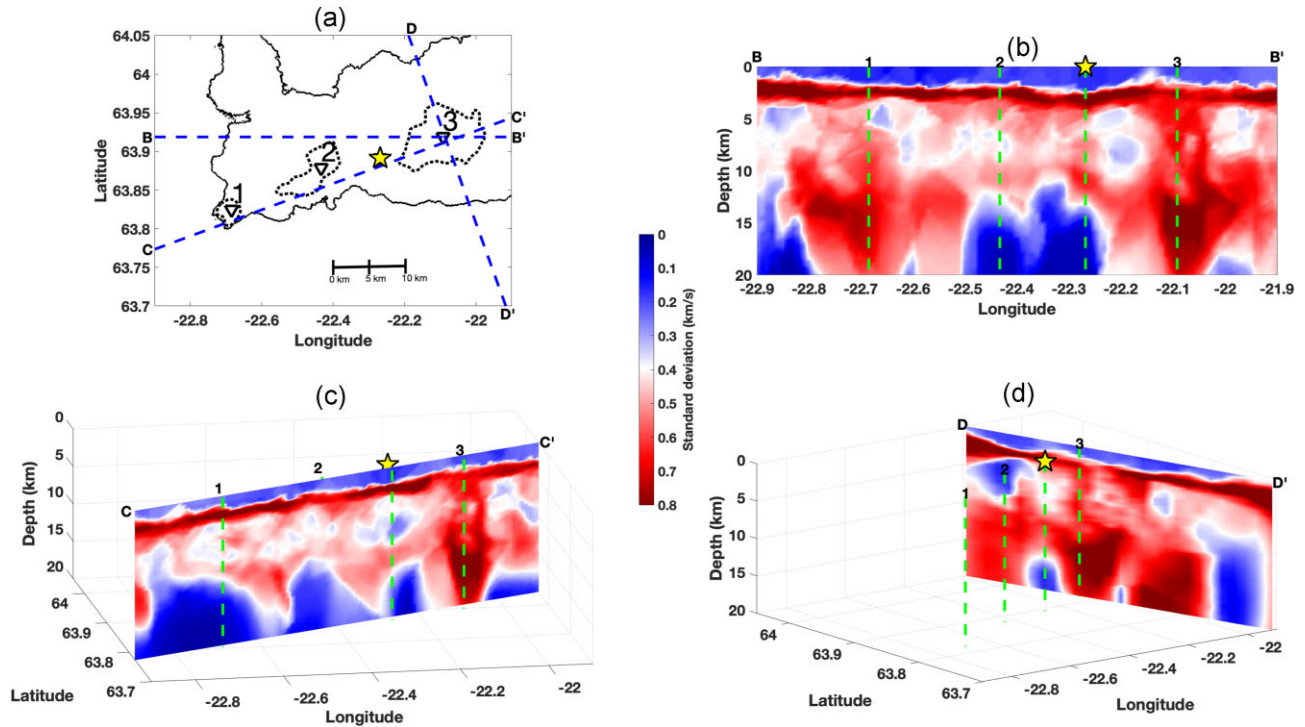 (a)
D
64.05
64
63.95
63.9
63.85
63.8
63.75
63.7
Latitude
B
B'
C
C'
D'
1
2
3
0 km 5 km 10 km
-22.8 -22.6 -22.4 -22.2 -22
Longitude
(b)
B B'
1 2 3
0
5
10
15
20
Depth (km)
-22.9 -22.8 -22.7 -22.6 -22.5 -22.4 -22.3 -22.2 -22.1 -22 -21.9
Longitude
0
0.1
0.2
0.3
0.4
0.5
0.6
0.7
0.8
Standard deviation (km/s)
(c)
0
5
10
15
20
Depth (km)
C
C'
1
2
3
64
63.9
63.8
63.7
Latitude
-22.8 -22.6 -22.4 -22.2 -22
Longitude
(d)
D
D'
1
2
3
0
5
10
15
20
Depth (km)
64
63.9
63.8
63.7
Latitude
-22.8 -22.6 -22.4 -22.2 -22
Longitude